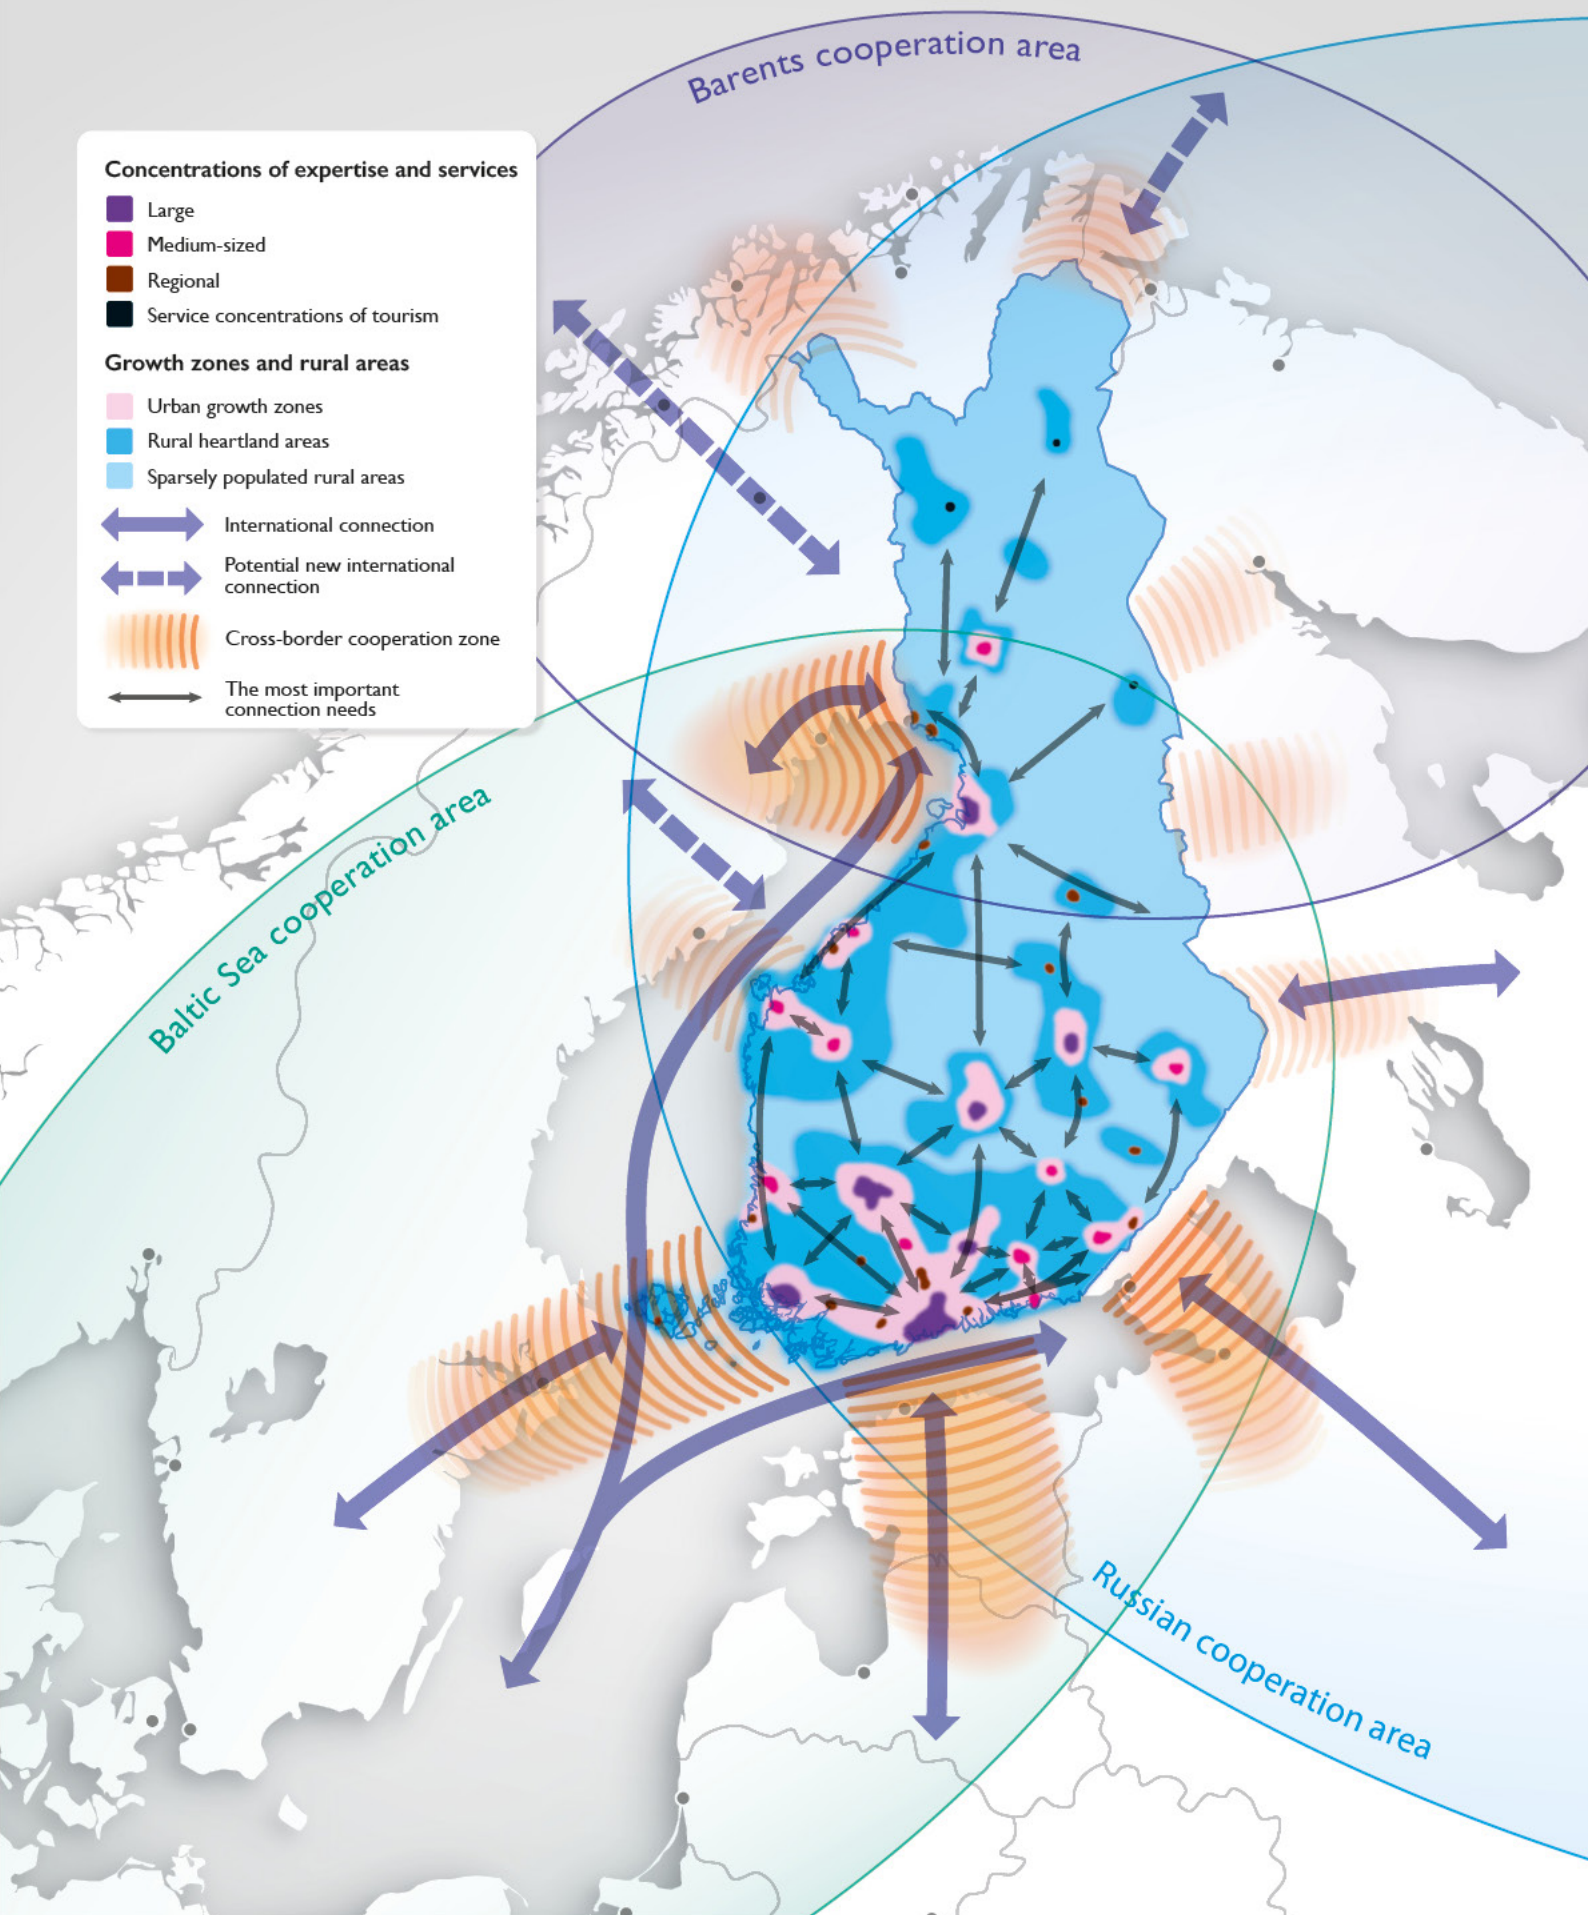 Barents cooperation area
Concentrations of expertise and services
Large
Medium-sized
Regional
Service concentrations of tourism
Growth zones and rural areas
Urban growth zones
Rural heartland areas
Sparsely populated rural areas
International connection
Potential new international
connection
Cross-border cooperation zone
The most important
connection needs
Baltic Sea cooperation area
Russian cooperation area